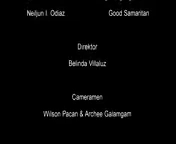 Neiljun I. Odiaz Good Samaritan
Direktor
Belinda Villaluz
Cameramen
Wilson Pacan & Archee Galamgam